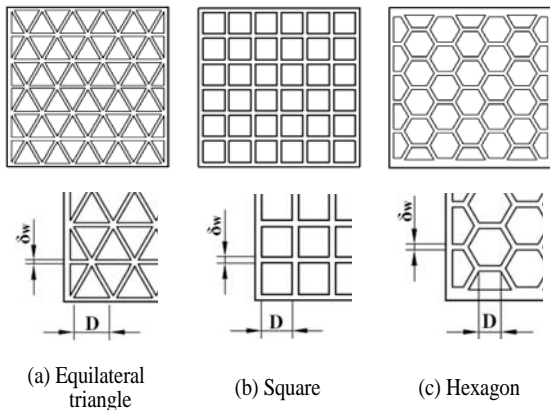 δw
D
δw
D
δw
D
(a) Equilateral
triangle
(b) Square
(c) Hexagon